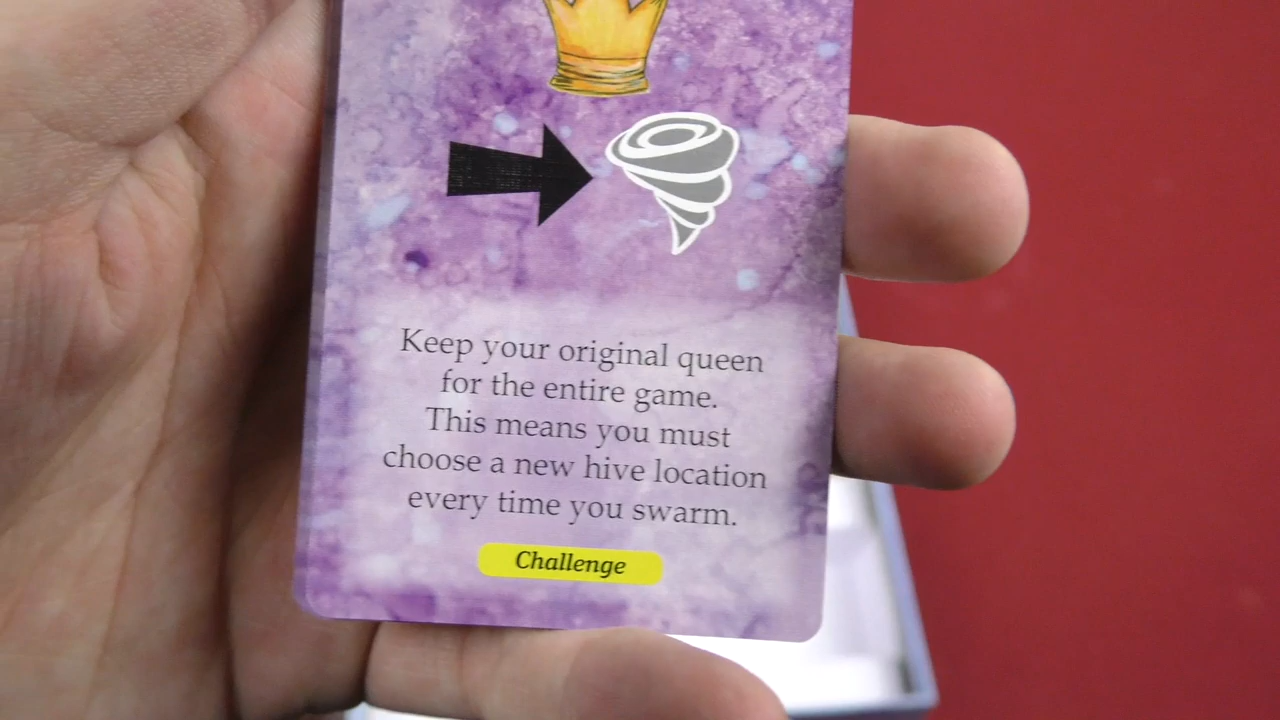 Keep your original queen
for the entire game.
This means you must
choose a new hive location
every time you swarm.
Challenge